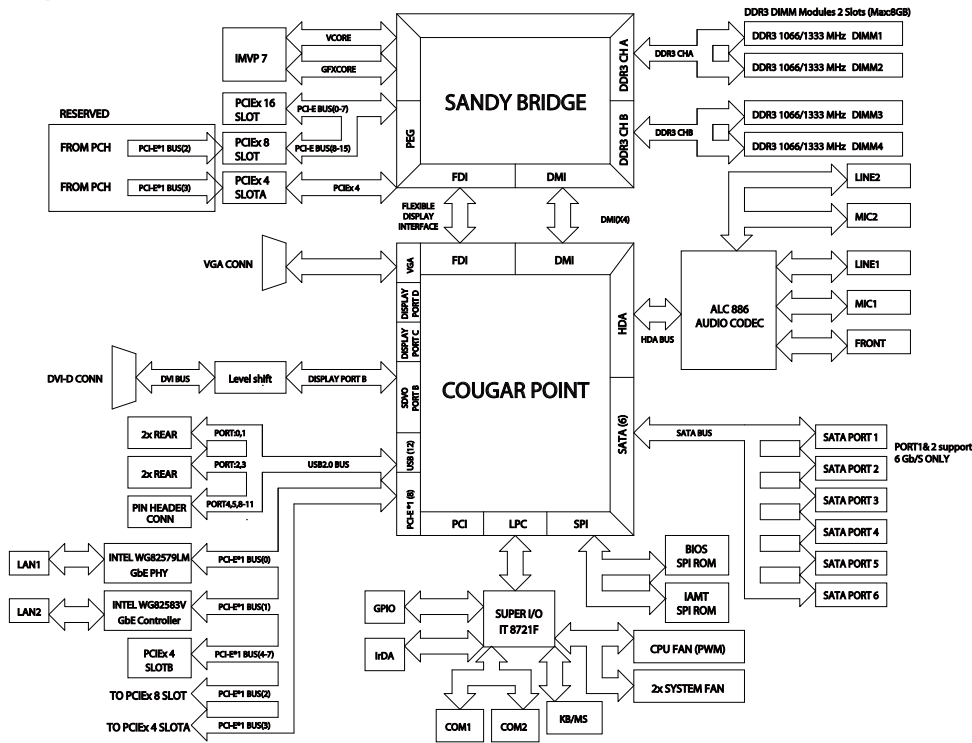 DDR3 DIMM Modules 2 Slots (Max:8GB)
IMVP 7
VCORE
GFXCORE
SANDY BRIDGE
PEG
FDI
DMI
DDR3 CH A
DDR3 CH B
DDR3 CHA
DDR3 CHB
DDR3 1066/1333 MHz DIMM1
DDR3 1066/1333 MHz DIMM2
DDR3 1066/1333 MHz DIMM3
DDR3 1066/1333 MHz DIMM4
RESERVED
FROM PCH
PCI-E*1 BUS(2)
FROM PCH
PCI-E*1 BUS(3)
PCIEx 16
SLOT
PCIEx 8
SLOT
PCIEx 4
SLOTA
PCI-E BUS(0-7)
PCI-E BUS(8-15)
PCIEx 4
FLEXIBLE
DISPLAY
INTERFACE
DMI(X4)
LINE2
MIC2
LINE1
MIC1
FRONT
ALC 886
AUDIO CODEC
HDA BUS
VGA CONN
VGA
FDI
DMI
HDA
DISPLAY
PORT D
DISPLAY
PORT C
SDVO
PORT B
USB (12)
PCI-E *1 (8)
COUGAR POINT
SATA (6)
PCI
LPC
SPI
DVI-D CONN
DVI BUS
Level shift
DISPLAY PORT B
2x REAR
PORT:0,1
2x REAR
PORT:2,3
PIN HEADER
CONN
PORT4,5,8-11
USB2.0 BUS
SATA BUS
SATA PORT 1
SATA PORT 2
SATA PORT 3
SATA PORT 4
SATA PORT 5
SATA PORT 6
PORT1& 2 support
6 Gb/S ONLY
LAN1
INTEL WG82579LM
GbE PHY
PCI-E*1 BUS(0)
LAN2
INTEL WG82583V
GbE Controller
PCI-E*1 BUS(1)
PCIEx 4
SLOTB
PCI-E*1 BUS(4-7)
TO PCIEx 8 SLOT
PCI-E*1 BUS(2)
TO PCIEx 4 SLOTA
PCI-E*1 BUS(3)
BIOS
SPI ROM
IAMT
SPI ROM
GPIO
IrDA
SUPER I/O
IT 8721F
CPU FAN (PWM)
2x SYSTEM FAN
COM1
COM2
KB/MS